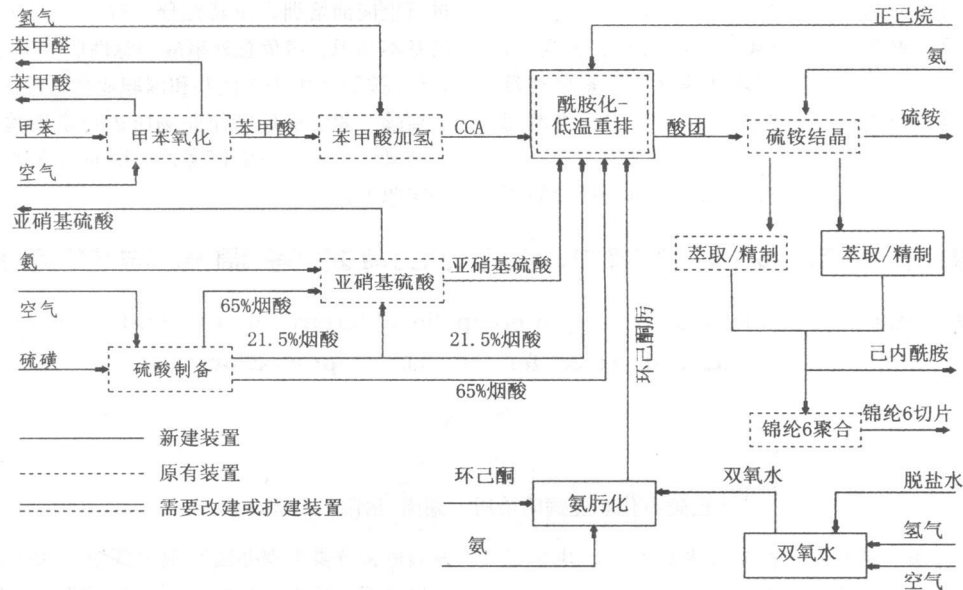 氢气
正己烷
苯甲醛
氨
苯甲酸
甲苯
甲苯氧化
苯甲酸
苯甲酸加氢
CCA
酰胺化-
低温重排
酸团
硫铵结晶
硫铵
空气
亚硝基硫酸
萃取/精制
萃取/精制
氨
亚硝基硫酸
亚硝基硫酸
空气
65%烟酸
21.5%烟酸
21.5%烟酸
环己酮肟
硫磺
硫酸制备
65%烟酸
己内酰胺
锦纶6聚合
锦纶6切片
新建装置
原有装置
需要改建或扩建装置
环己酮
氨肟化
氨
双氧水
脱盐水
双氧水
氢气
空气